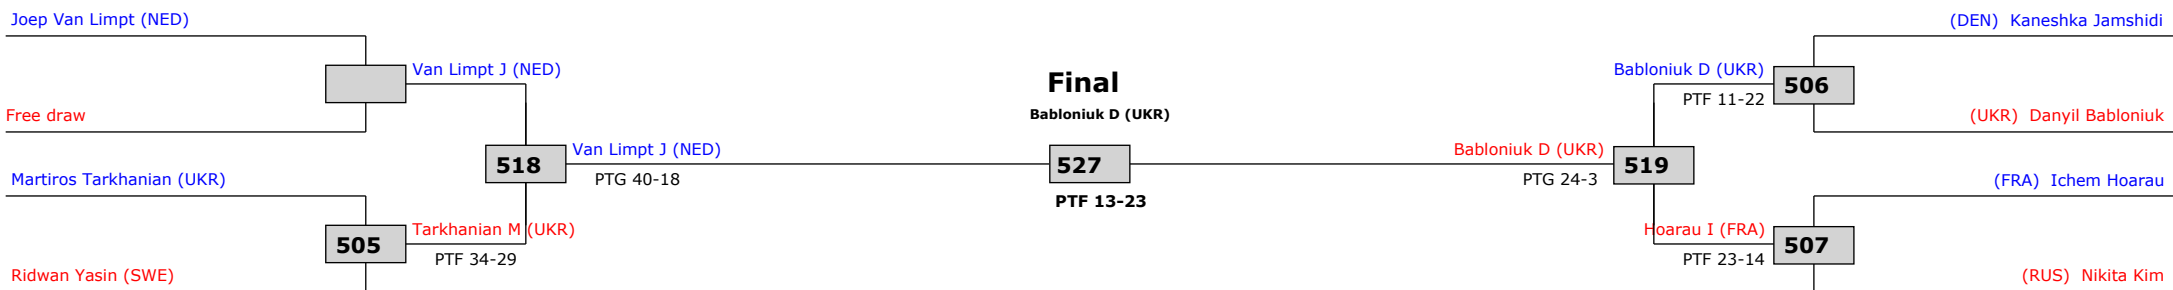 Joep Van Limpt (NED)
Van Limpt J (NED)
Free draw
518
Van Limpt J (NED)
PTG 40-18
Martiros Tarkhanian (UKR)
505
Tarkhanian M (UKR)
PTF 34-29
Ridwan Yasin (SWE)
Final
Babloniuk D (UKR)
527
PTF 13-23
(DEN) Kaneshka Jamshidi
Babloniuk D (UKR)
506
PTF 11-22
(UKR) Danyil Babloniuk
Babloniuk D (UKR)
519
PTG 24-3
(FRA) Ichem Hoarau
Hoarau I (FRA)
507
PTF 23-14
(RUS) Nikita Kim